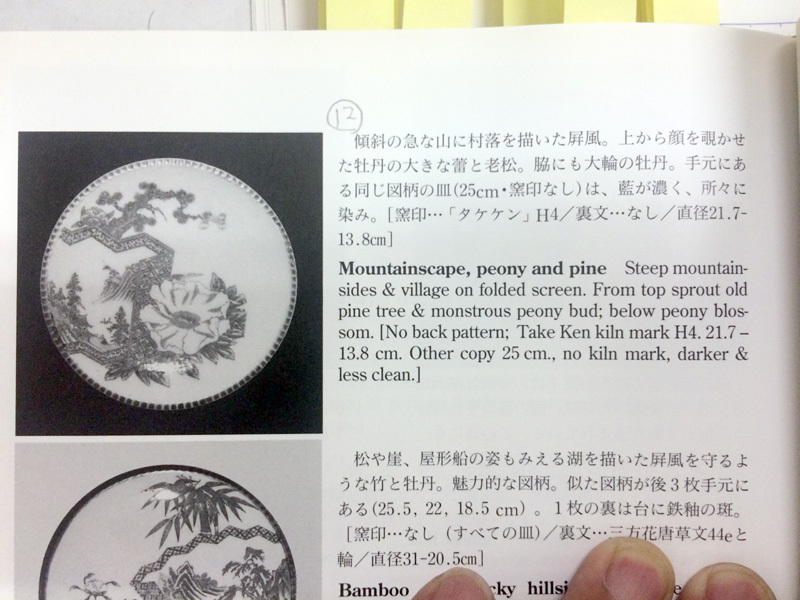 12
傾斜の急な山に村落を描いた屏風。上から顔を覗かせ
た牡丹の大きな蕾と老松。脇にも大輪の牡丹。手元にあ
る同じ図柄の皿(25cm・窯印なし)は、藍が濃く、所々に
染み。[窯印…「タケケン」H4／裏文…なし／直径21.7-
13.8cm]
Mountainscape, peony and pine Steep mountain-
sides & village on folded screen. From top sprout old
pine tree & monstrous peony bud; below peony blos-
som. [No back pattern; Take Ken kiln mark H4. 21.7 –
13.8 cm. Other copy 25 cm., no kiln mark, darker &
less clean.]
松や崖、屋形船の姿もみえる湖を描いた屏風を守るよ
うな竹と牡丹。魅力的な図柄。似た図柄が後3枚手元に
ある(25.5, 22, 18.5 cm)。1枚の裏は台に鉄釉の斑。
[窯印…なし（すべての皿)／裏文…三方花唐草文44eと
輪／直径31-20.5cm]
Bamboo